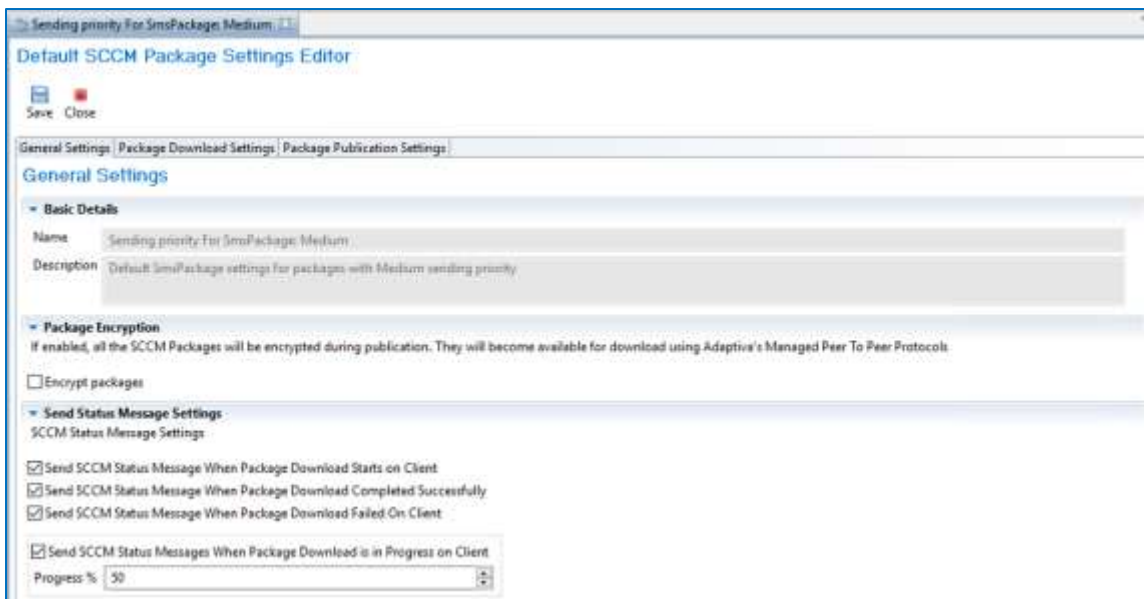 Sending priority For SmsPackage: Medium
Default SCCM Package Settings Editor
Save Close
General Settings Package Download Settings Package Publication Settings
General Settings
Basic Details
Name Sending priority For SmsPackage: Medium
Description Default SmsPackage settings for packages with Medium sending priority
Package Encryption
If enabled, all the SCCM Packages will be encrypted during publication. They will become available for download using Adaptiva's Managed Peer To Peer Protocols
Encrypt packages
Send Status Message Settings
SCCM Status Message Settings
Send SCCM Status Message When Package Download Starts on Client
Send SCCM Status Message When Package Download Completed Successfully
Send SCCM Status Message When Package Download Failed On Client
Send SCCM Status Messages When Package Download is in Progress on Client
Progress % 50